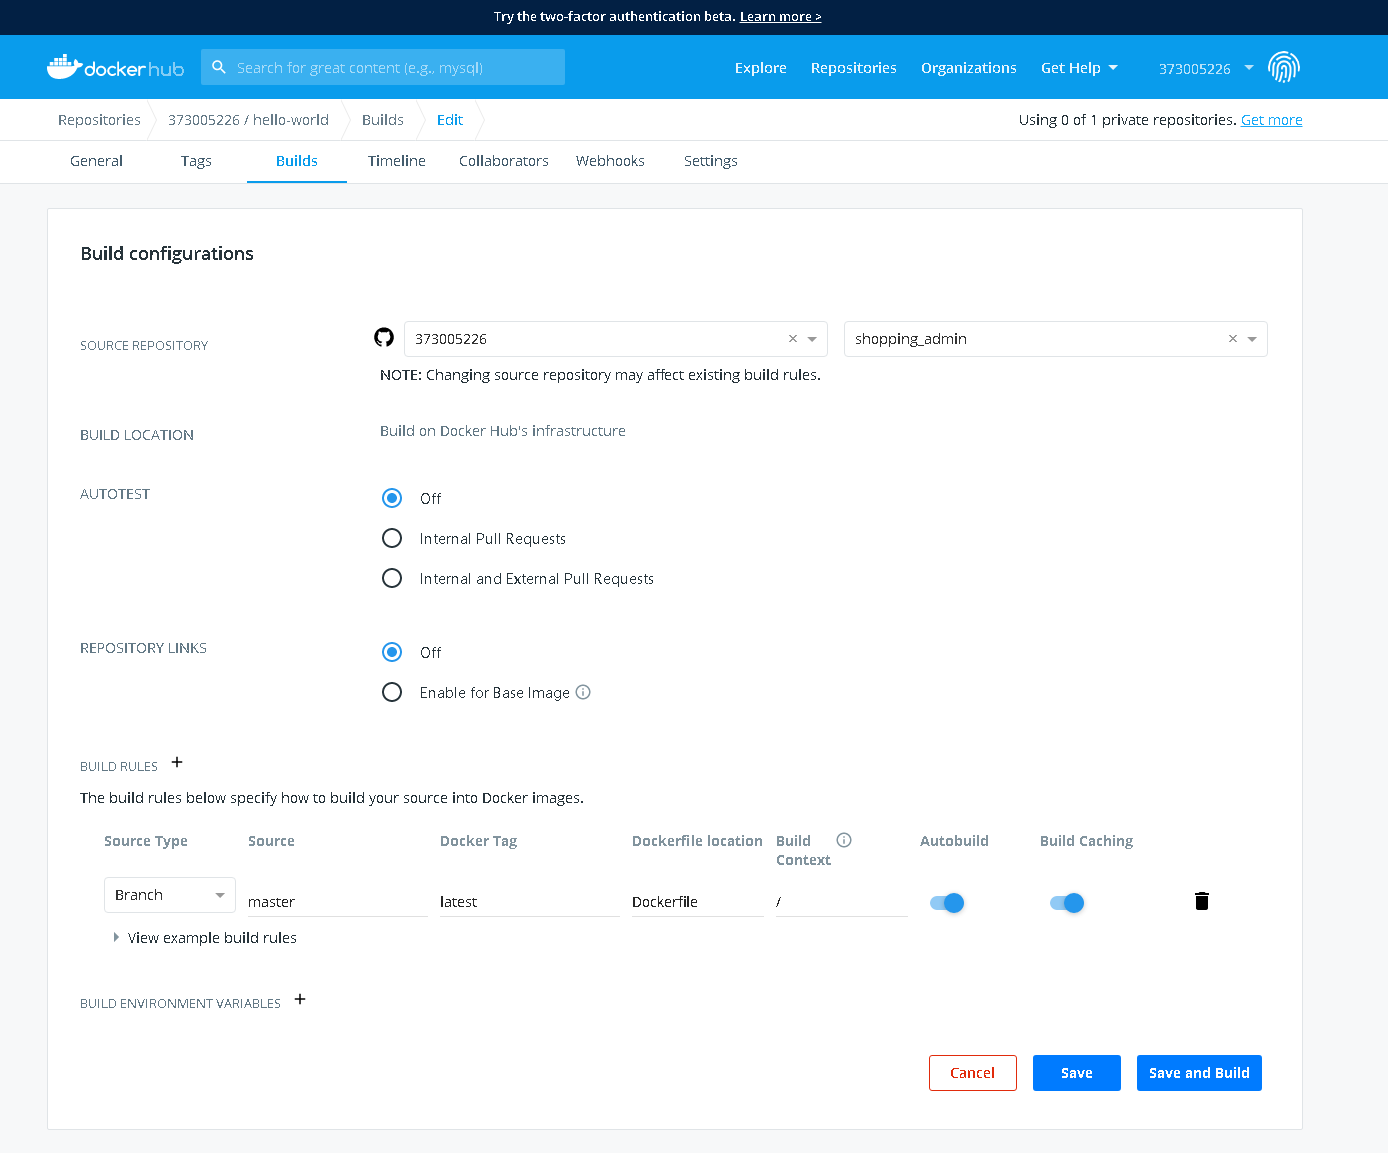 Try the two-factor authentication beta. Learn more >
docker hub Search for great content (e.g., mysql) Explore Repositories Organizations Get Help 373005226
Repositories 373005226 / hello-world Builds Edit Using 0 of 1 private repositories. Get more
General Tags Builds Timeline Collaborators Webhooks Settings
Build configurations
SOURCE REPOSITORY 373005226 × shopping_admin ×
NOTE: Changing source repository may affect existing build rules.
BUILD LOCATION Build on Docker Hub's infrastructure
AUTOTEST Off
Internal Pull Requests
Internal and External Pull Requests
REPOSITORY LINKS Off
Enable for Base Image
BUILD RULES +
The build rules below specify how to build your source into Docker images.
Source Type Source Docker Tag Dockerfile location Build Context Autobuild Build Caching
Branch master latest Dockerfile /
View example build rules
BUILD ENVIRONMENT VARIABLES +
Cancel Save Save and Build